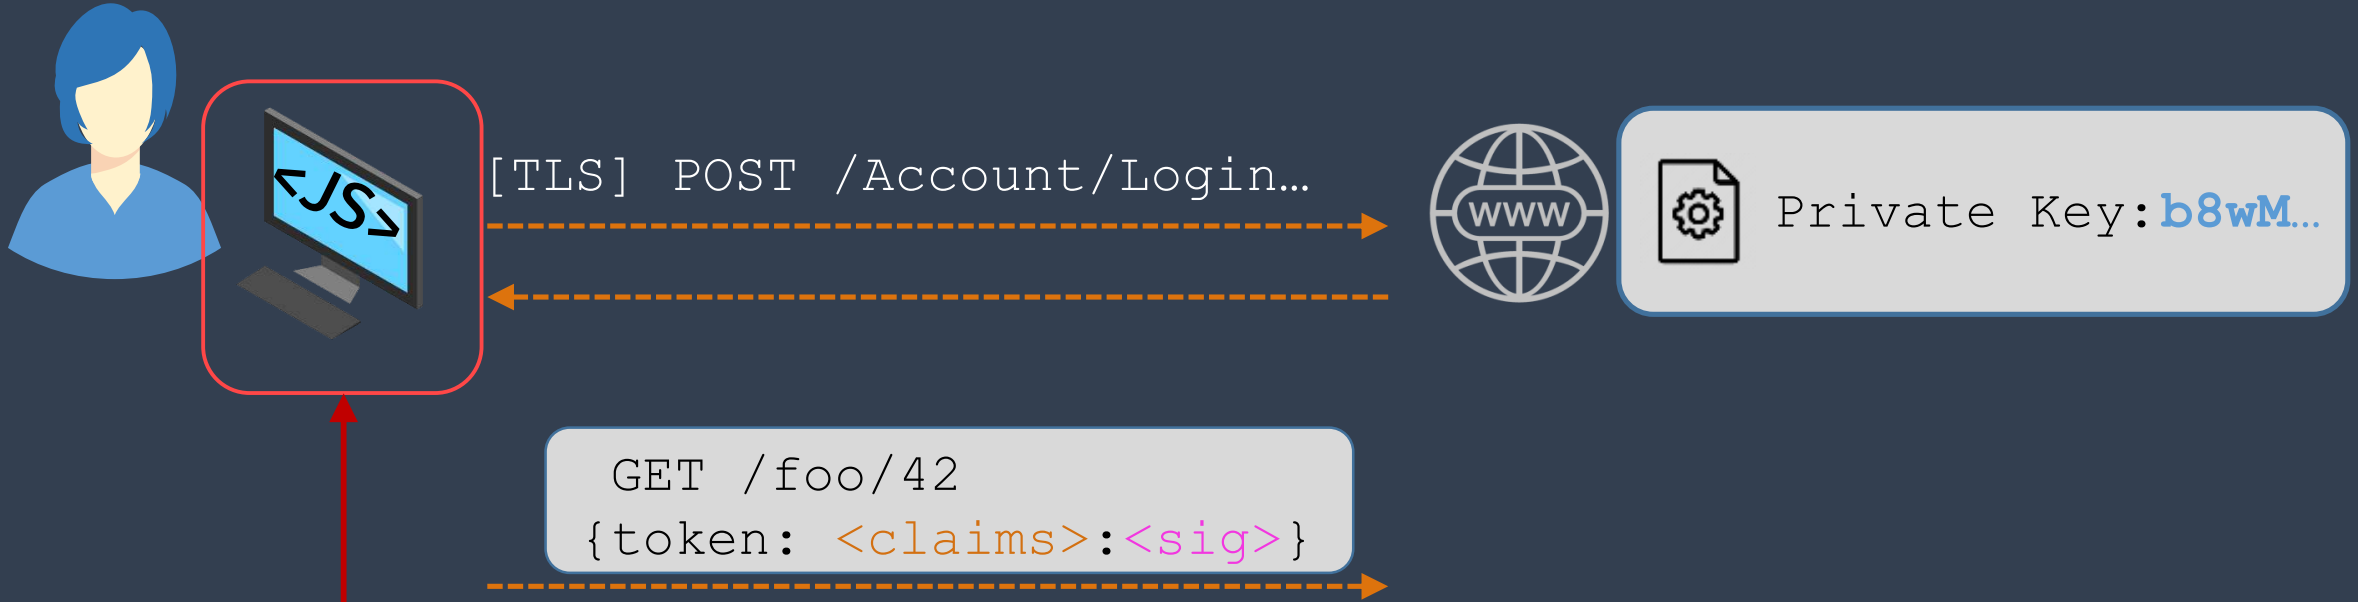 <JS>
[TLS] POST /Account/Login…
WWW
Private Key:b8wM…
GET /foo/42
{token: <claims>:<sig>}